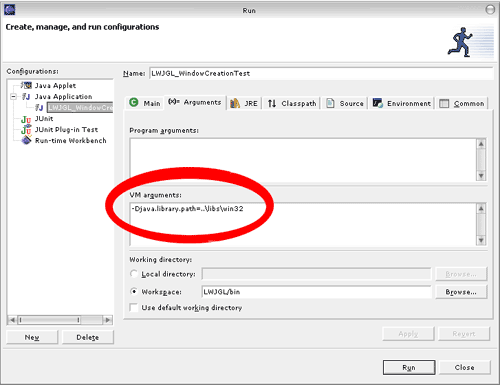 Run
Create, manage, and run configurations
Configurations:
Java Applet
Java Application
LWJGL_WindowCrea
JUnit
JUnit Plug-in Test
Run-time Workbench
New
Delete
Name: LWJGL_WindowCreationTest
Main (x)= Arguments JRE Classpath Source Environment Common
Program arguments:
VM arguments:
-Djava.library.path=..\libs\win32
Working directory:
Local directory:
Browse...
Workspace: LWJGL/bin Browse...
Use default working directory
Apply Revert
Run Close